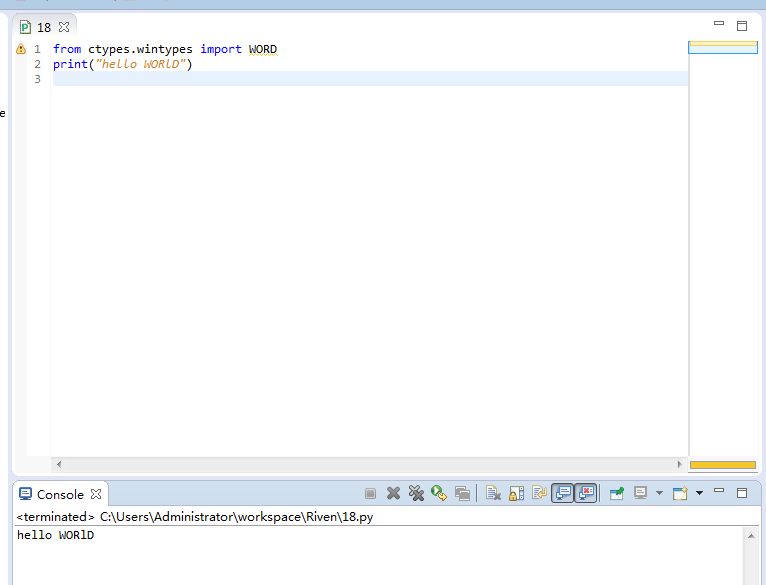 18
e
1 from ctypes.wintypes import WORD
2 print("hello WORlD")
3
Console
<terminated> C:\Users\Administrator\workspace\Riven\18.py
hello WORlD